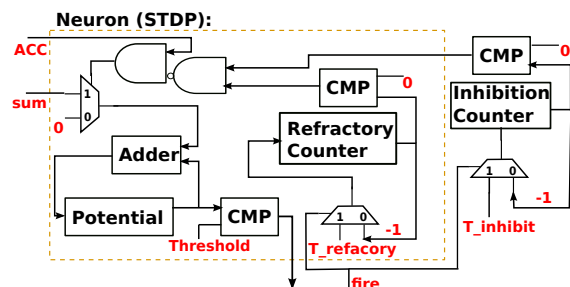 Neuron (STDP):
ACC
CMP
0
sum
1
0
0
CMP
0
Inhibition
Counter
Refractory
Counter
Adder
1 0
-1
Potential
CMP
1 0
-1
T_inhibit
Threshold
T_refacory
fire